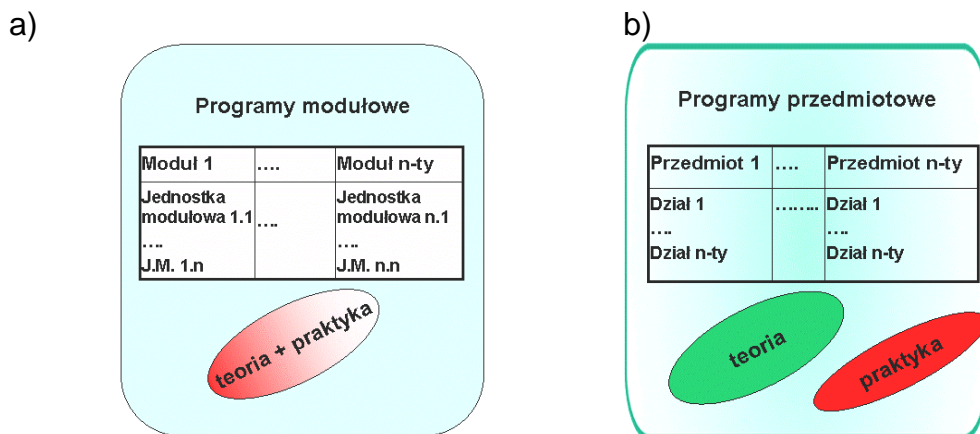 a)
Programy modułowe
Moduł 1 …. Moduł n-ty
Jednostka modułowa 1.1 …. Jednostka modułowa n.1
…. ….
J.M. 1.n J.M. n.n
teoria + praktyka
b)
Programy przedmiotowe
Przedmiot 1 …. Przedmiot n-ty
Dział 1 …….. Dział 1
…. ….
Dział n-ty Dział n-ty
teoria
praktyka